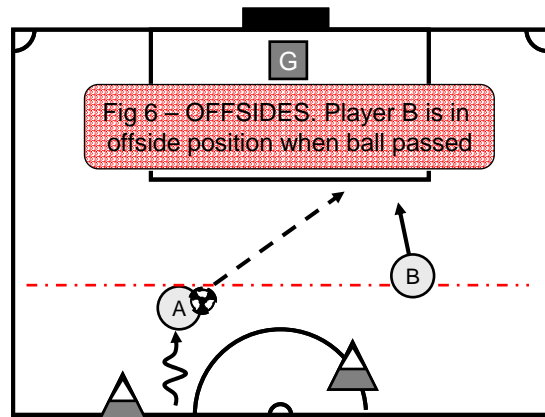 G
Fig 6 – OFFSIDES. Player B is in
offside position when ball passed
B
A